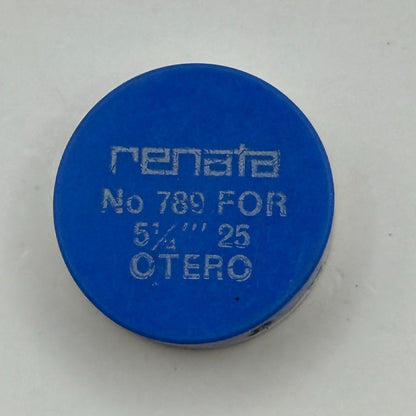 renata
No 789 FOR
5¼''' 25
OTERO